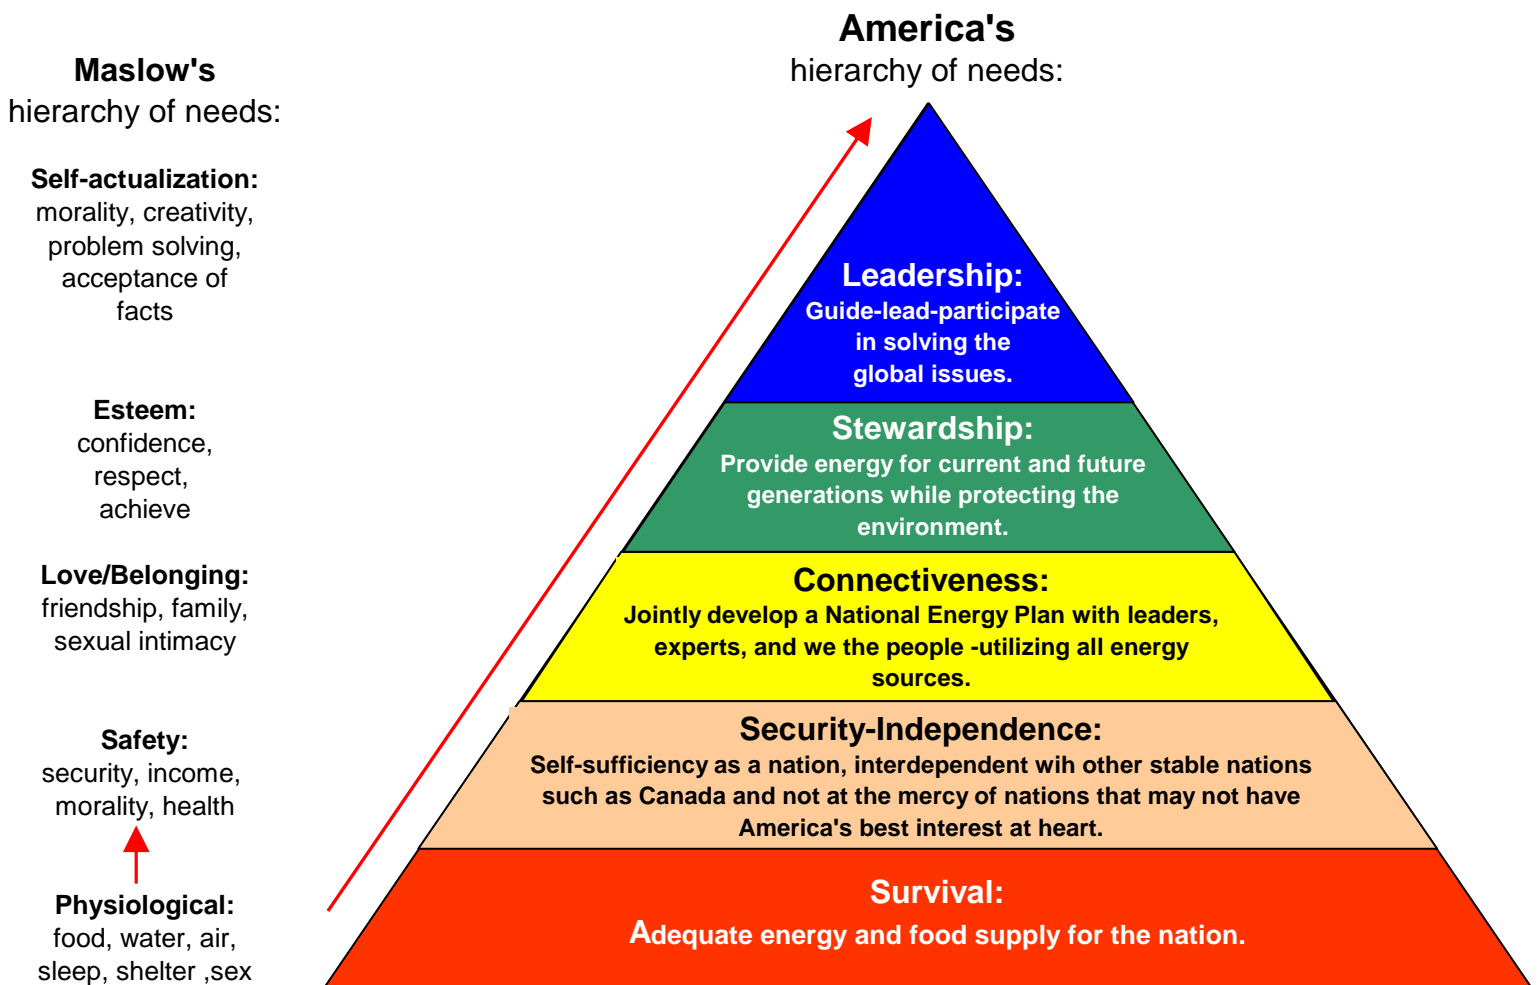 Maslow's
hierarchy of needs:
Self-actualization:
morality, creativity,
problem solving,
acceptance of
facts
Esteem:
confidence,
respect,
achieve
Love/Belonging:
friendship, family,
sexual intimacy
Safety:
security, income,
morality, health
Physiological:
food, water, air,
sleep, shelter ,sex
America's
hierarchy of needs:
Leadership:
Guide-lead-participate
in solving the
global issues.
Stewardship:
Provide energy for current and future
generations while protecting the
environment.
Connectiveness:
Jointly develop a National Energy Plan with leaders,
experts, and we the people -utilizing all energy
sources.
Security-Independence:
Self-sufficiency as a nation, interdependent wih other stable nations
such as Canada and not at the mercy of nations that may not have
America's best interest at heart.
Survival:
Adequate energy and food supply for the nation.